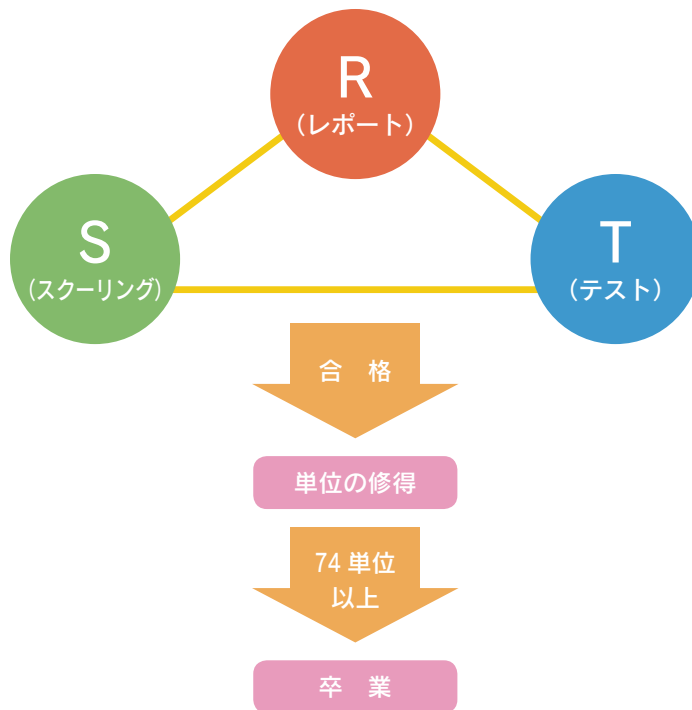 R
（レポート）
S
（スクーリング）
T
（テスト）
合　格
単位の修得
74 単位
以上
卒　業